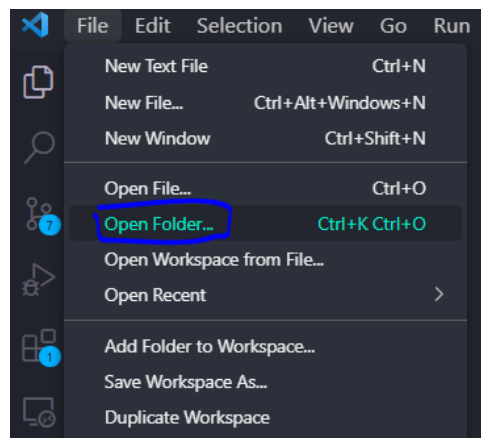 File Edit Selection View Go Run
New Text File Ctrl+N
New File... Ctrl+Alt+Windows+N
New Window Ctrl+Shift+N
Open File... Ctrl+O
Open Folder... Ctrl+K Ctrl+O
7
Open Workspace from File...
Open Recent
Add Folder to Workspace...
1
Save Workspace As...
Duplicate Workspace